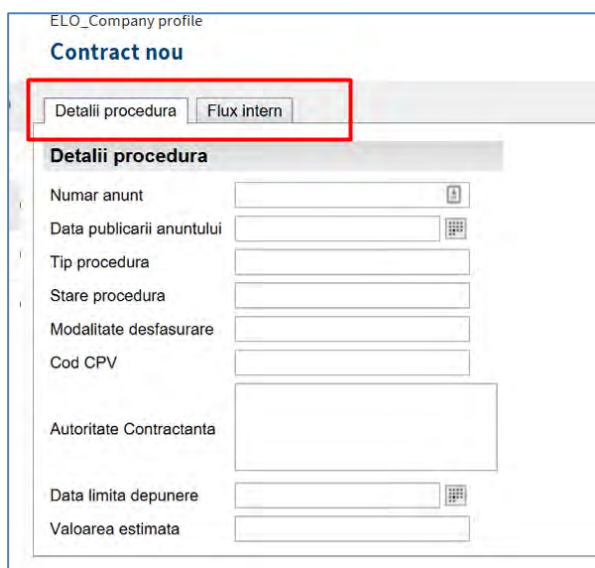 ELO_Company profile
Contract nou
Detalii procedura Flux intern
Detalii procedura
Numar anunt
Data publicarii anuntului
Tip procedura
Stare procedura
Modalitate desfasurare
Cod CPV
Autoritate Contractanta
Data limita depunere
Valoarea estimata